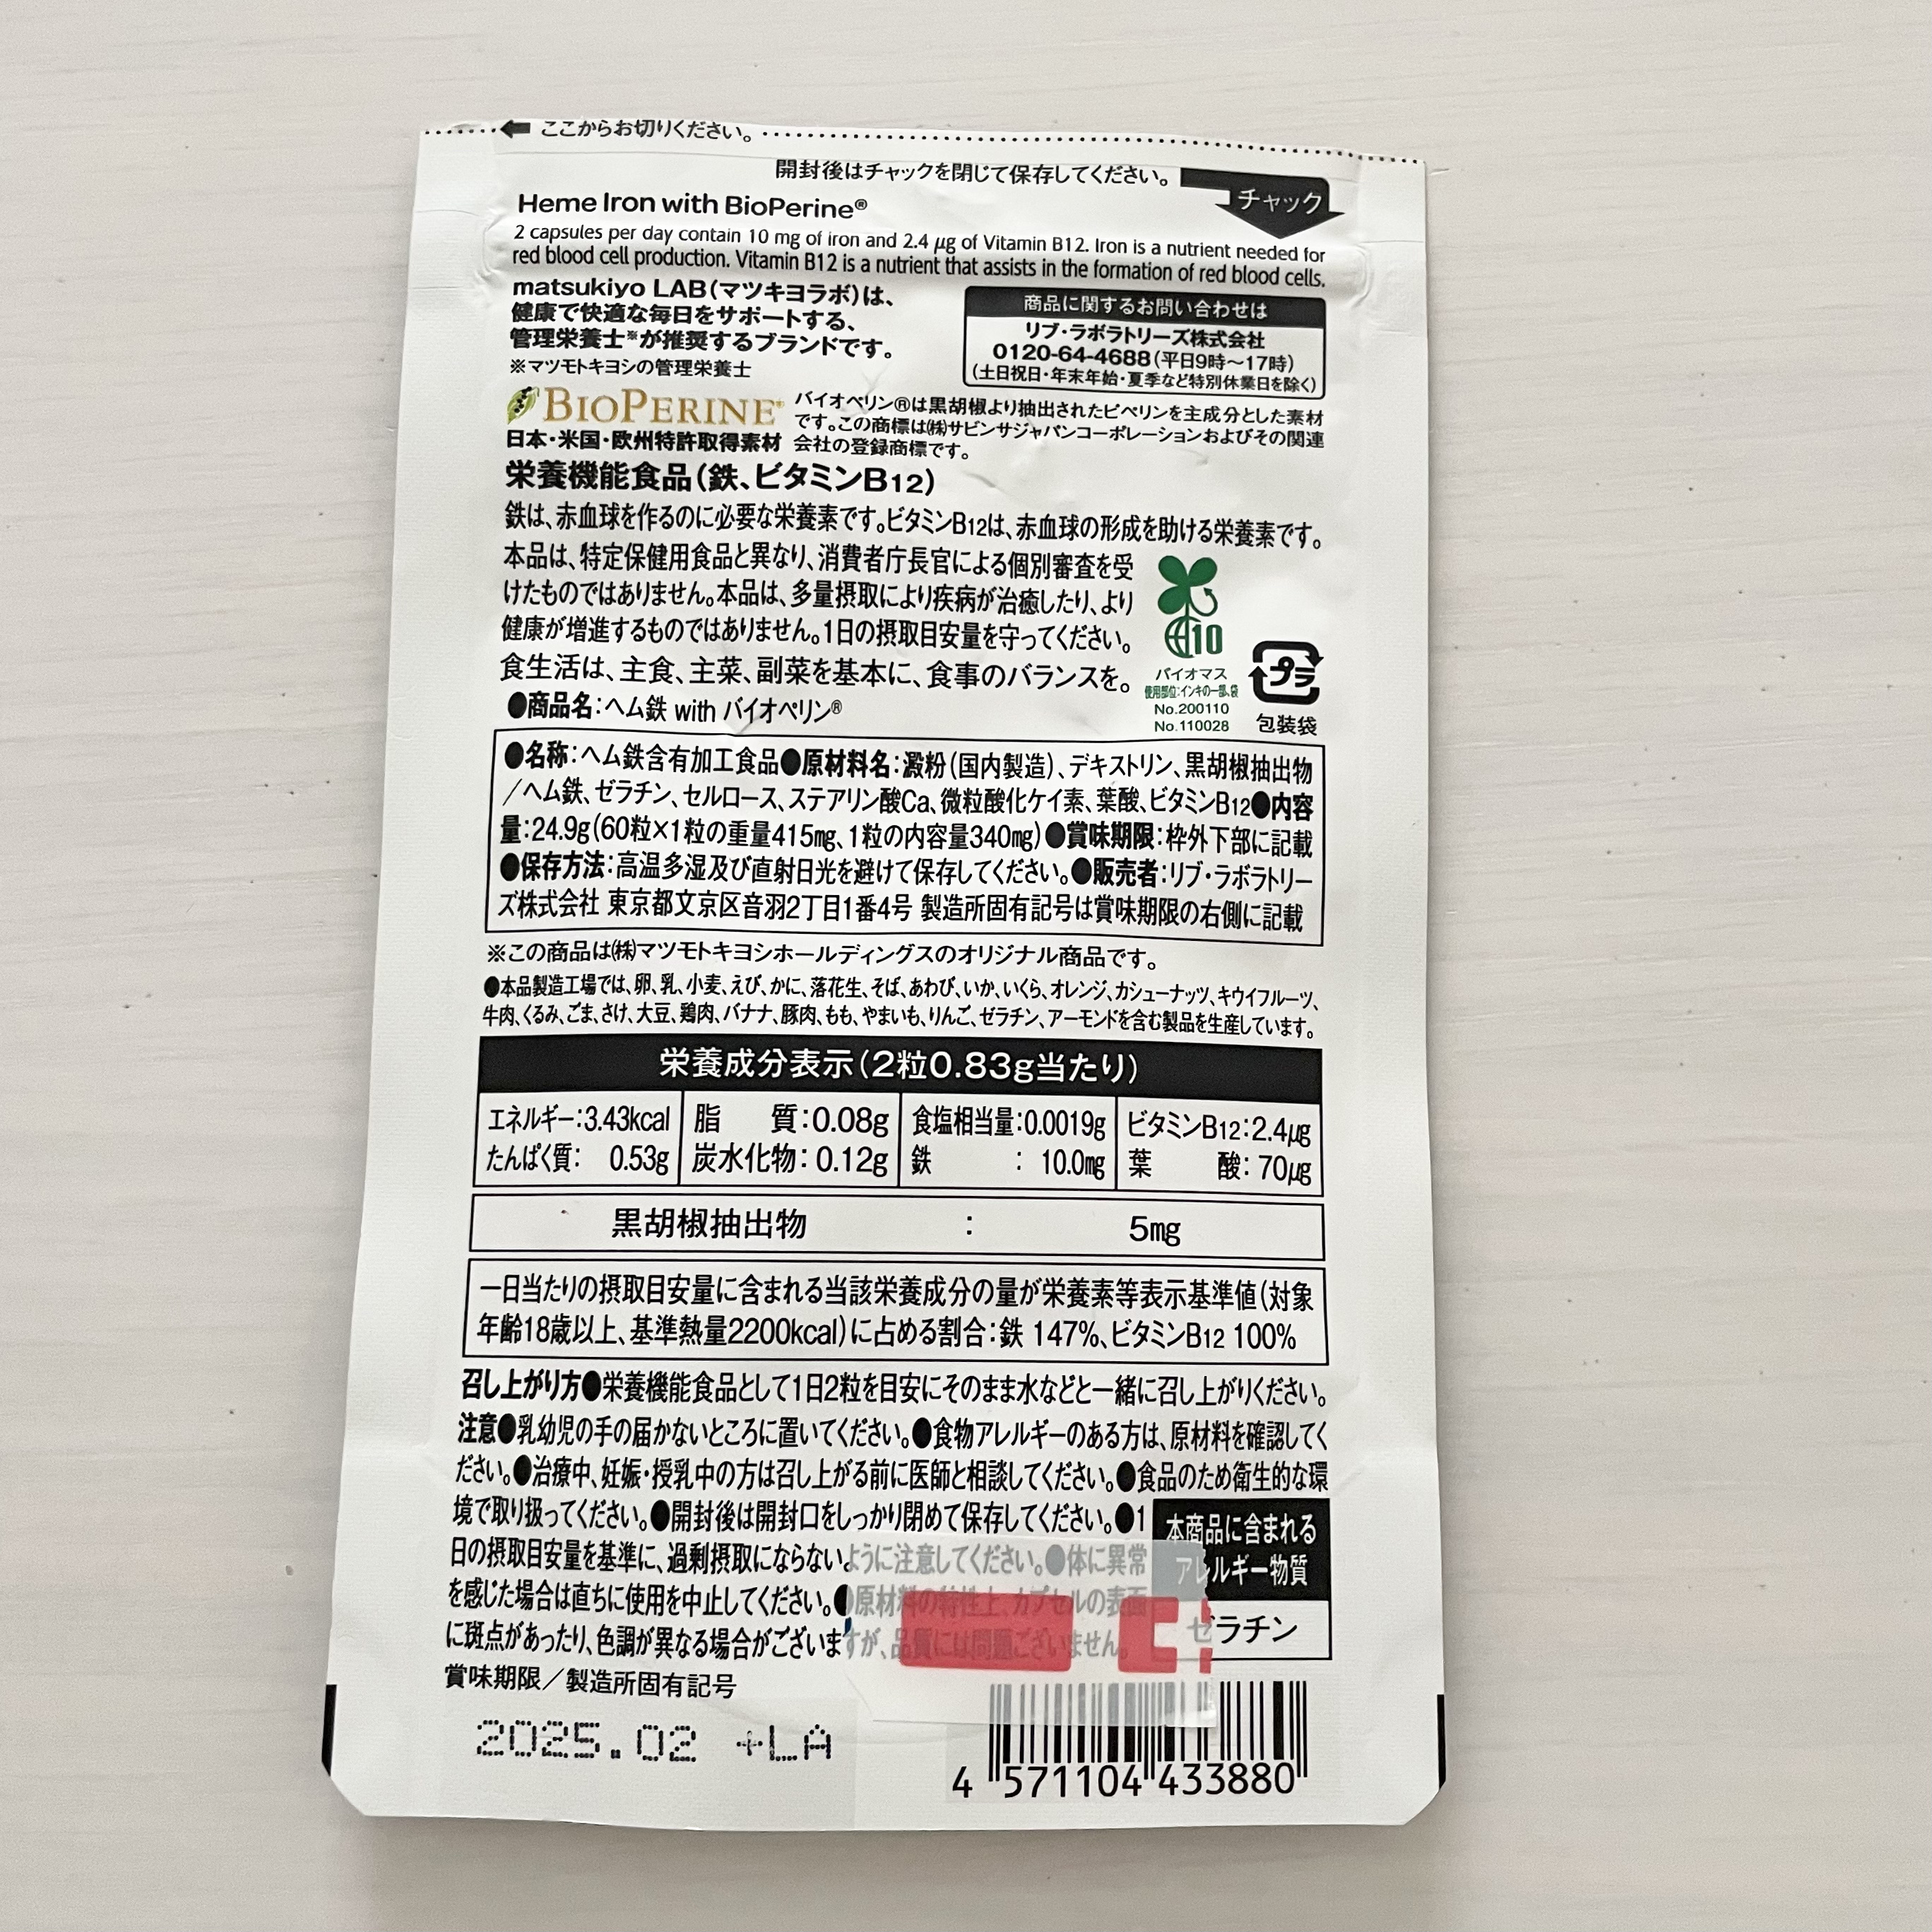 ここからお切りください。
開封後はチャックを閉じて保存してください。
チャック
Heme Iron with BioPerine®
2 capsules per day contain 10 mg of iron and 2.4 μg of Vitamin B12. Iron is a nutrient needed for
red blood cell production. Vitamin B12 is a nutrient that assists in the formation of red blood cells.
matsukiyo LAB(マツキヨラボ)は、
健康で快適な毎日をサポートする、
管理栄養士※が推奨するブランドです。
※マツモトキヨシの管理栄養士
商品に関するお問い合わせは
リブ・ラボラトリーズ株式会社
0120-64-4688(平日9時〜17時)
(土日祝日・年末年始・夏季など特別休業日を除く)
BIOPERINE®
日本・米国・欧州特許取得素材
バイオペリン®は黒胡椒より抽出されたピペリンを主成分とした素材
です。この商標は㈱サビンサジャパンコーポレーションおよびその関連
会社の登録商標です。
栄養機能食品(鉄、ビタミンB12)
鉄は、赤血球を作るのに必要な栄養素です。ビタミンB12は、赤血球の形成を助ける栄養素です。
本品は、特定保健用食品と異なり、消費者庁長官による個別審査を受
けたものではありません。本品は、多量摂取により疾病が治癒したり、より
健康が増進するものではありません。1日の摂取目安量を守ってください。
食生活は、主食、主菜、副菜を基本に、食事のバランスを。
●商品名:ヘム鉄 with バイオペリン®
10
バイオマス
使用部位:インキの一部、袋
No.200110
No.110028
プラ
包装袋
●名称:ヘム鉄含有加工食品●原材料名:澱粉(国内製造)、デキストリン、黒胡椒抽出物
/ヘム鉄、ゼラチン、セルロース、ステアリン酸Ca、微粒酸化ケイ素、葉酸、ビタミンB12●内容
量:24.9g(60粒×1粒の重量415㎎、1粒の内容量340㎎)●賞味期限:枠外下部に記載
●保存方法:高温多湿及び直射日光を避けて保存してください。●販売者:リブ・ラボラトリー
ズ株式会社 東京都文京区音羽2丁目1番4号 製造所固有記号は賞味期限の右側に記載
※この商品は㈱マツモトキヨシホールディングスのオリジナル商品です。
●本品製造工場では、卵、乳、小麦、えび、かに、落花生、そば、あわび、いか、いくら、オレンジ、カシューナッツ、キウイフルーツ、
牛肉、くるみ、ごま、さけ、大豆、鶏肉、バナナ、豚肉、もも、やまいも、りんご、ゼラチン、アーモンドを含む製品を生産しています。
栄養成分表示(2粒0.83g当たり)
エネルギー:3.43kcal 脂 質:0.08g 食塩相当量:0.0019g ビタミンB12:2.4㎍
たんぱく質: 0.53g 炭水化物:0.12g 鉄 : 10.0㎎ 葉 酸:70㎍
黒胡椒抽出物 : 5㎎
一日当たりの摂取目安量に含まれる当該栄養成分の量が栄養素等表示基準値(対象
年齢18歳以上、基準熱量2200kcal)に占める割合:鉄 147%、ビタミンB12 100%
召し上がり方●栄養機能食品として1日2粒を目安にそのまま水などと一緒に召し上がりください。
注意●乳幼児の手の届かないところに置いてください。●食物アレルギーのある方は、原材料を確認してく
ださい。●治療中、妊娠・授乳中の方は召し上がる前に医師と相談してください。●食品のため衛生的な環
境で取り扱ってください。●開封後は開封口をしっかり閉めて保存してください。●1
日の摂取目安量を基準に、過剰摂取にならないように注意してください。●体に異常
を感じた場合は直ちに使用を中止してください。●原材料の特性上、カプセルの表面
に斑点があったり、色調が異なる場合がございますが、品質には問題ございません。
本商品に含まれる
アレルギー物質
ゼラチン
賞味期限/製造所固有記号
2025.02 +LA
4 571104 433880